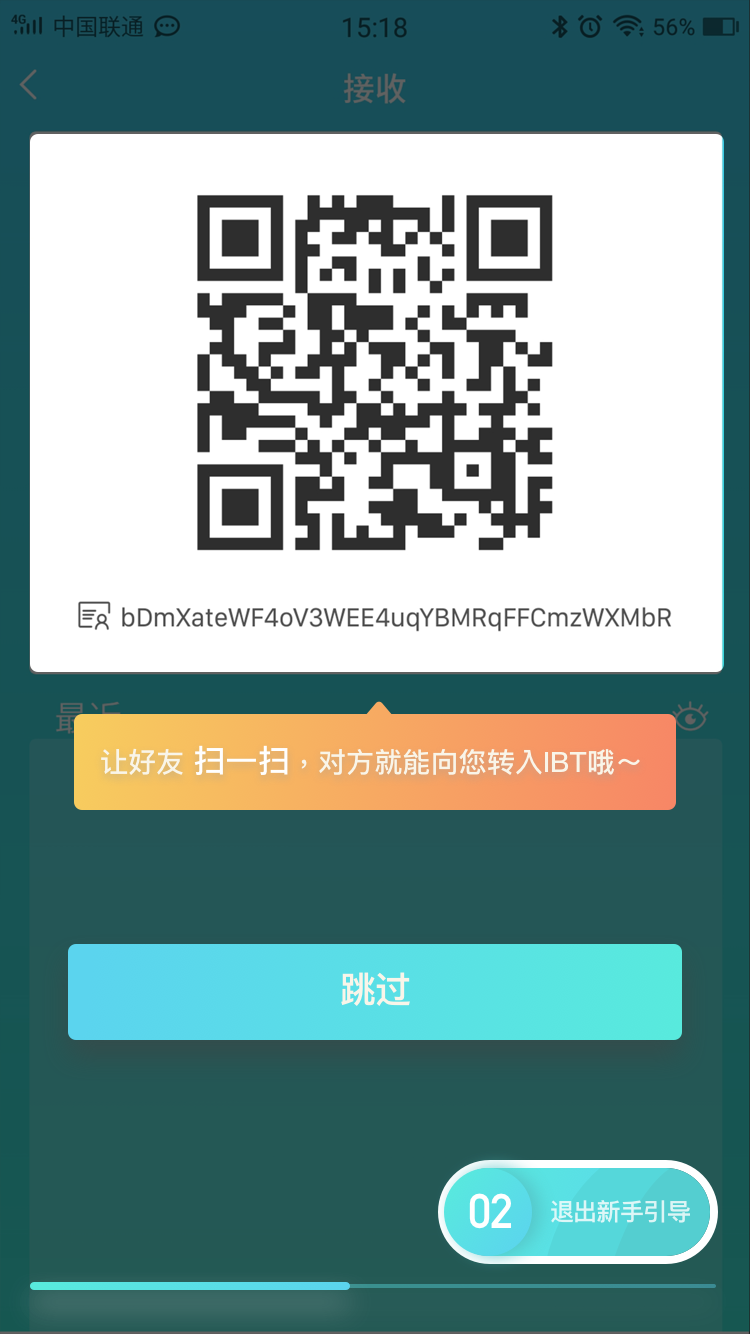 4G 中国联通 15:18 56%
接收
bDmXateWF4oV3WEE4uqYBMRqFFCmzWXMbR
最近
让好友 扫一扫，对方就能向您转入IBT哦～
跳过
02 退出新手引导